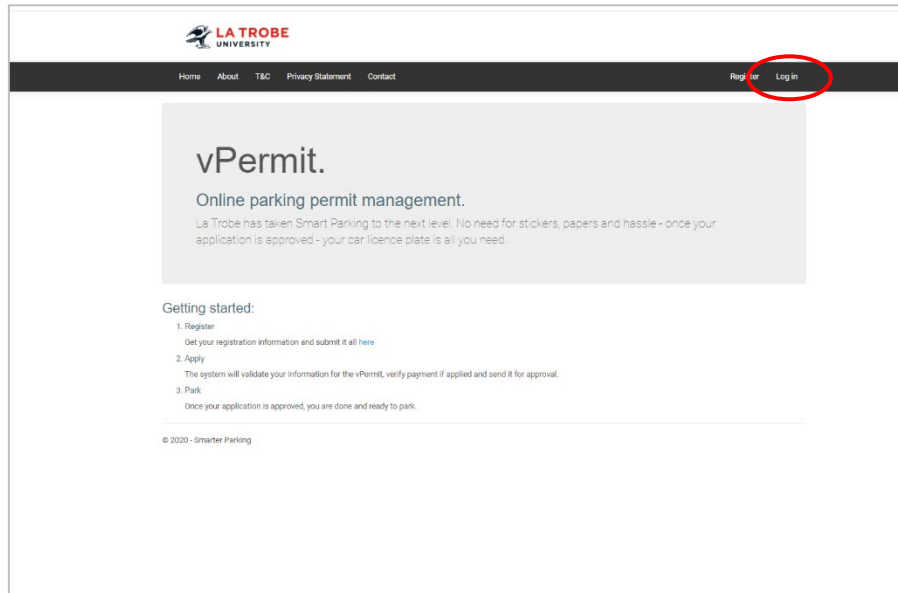 LA TROBE
UNIVERSITY
Home About T&C Privacy Statement Contact Register Log in
vPermit.
Online parking permit management.
La Trobe has taken Smart Parking to the next level. No need for stickers, papers and hassle - once your
application is approved - your car licence plate is all you need.
Getting started:
1. Register
Get your registration information and submit it all here
2. Apply
The system will validate your information for the vPermit, verify payment if applied and send it for approval.
3. Park
Once your application is approved, you are done and ready to park.
© 2020 - Smarter Parking